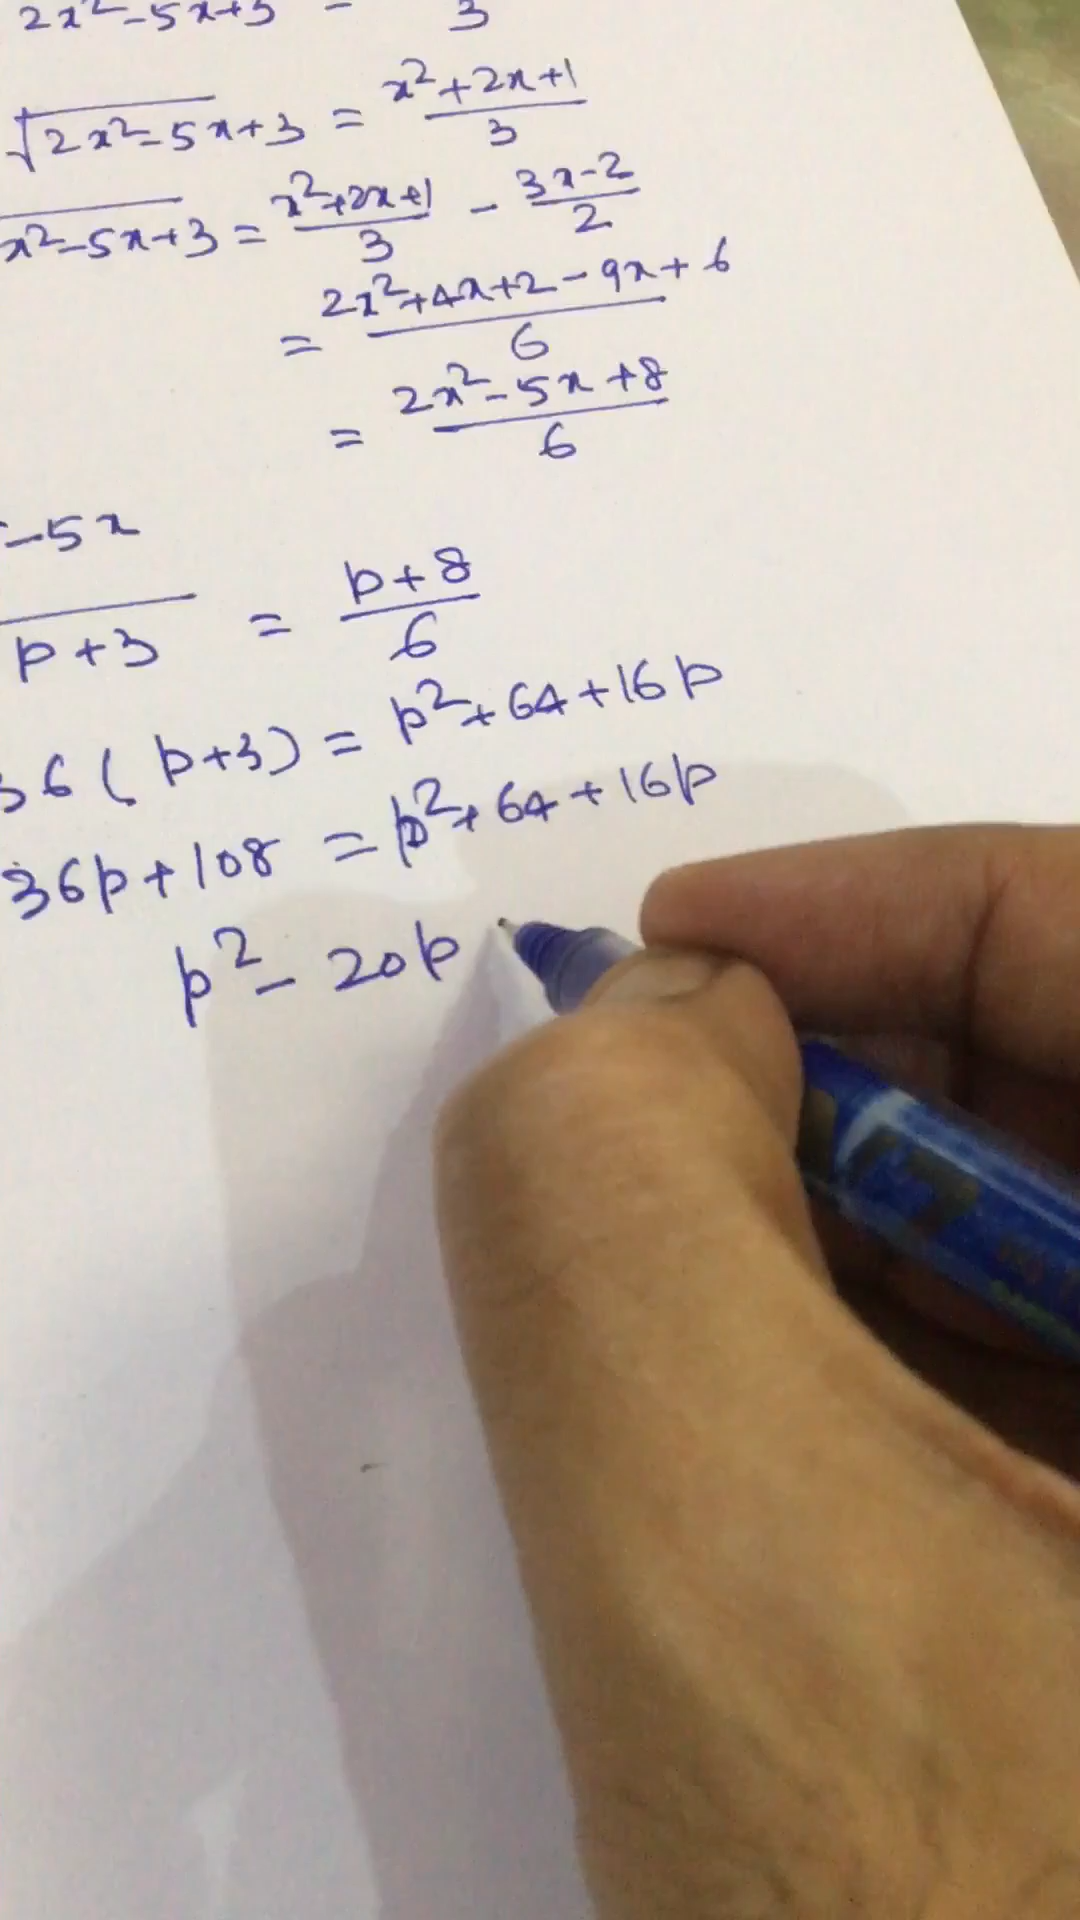 2x²-5x+3 = 3
√2x²-5x+3 = x²+2x+1/3
x²-5x+3 = x²+2x+1/3 - 3x-2/2
= 2x²+4x+2-9x+6/6
= 2x²-5x+8/6
-5x
p+3 = p+8/6
36(p+3) = p²+64+16p
36p+108 = p²+64+16p
p²-20p